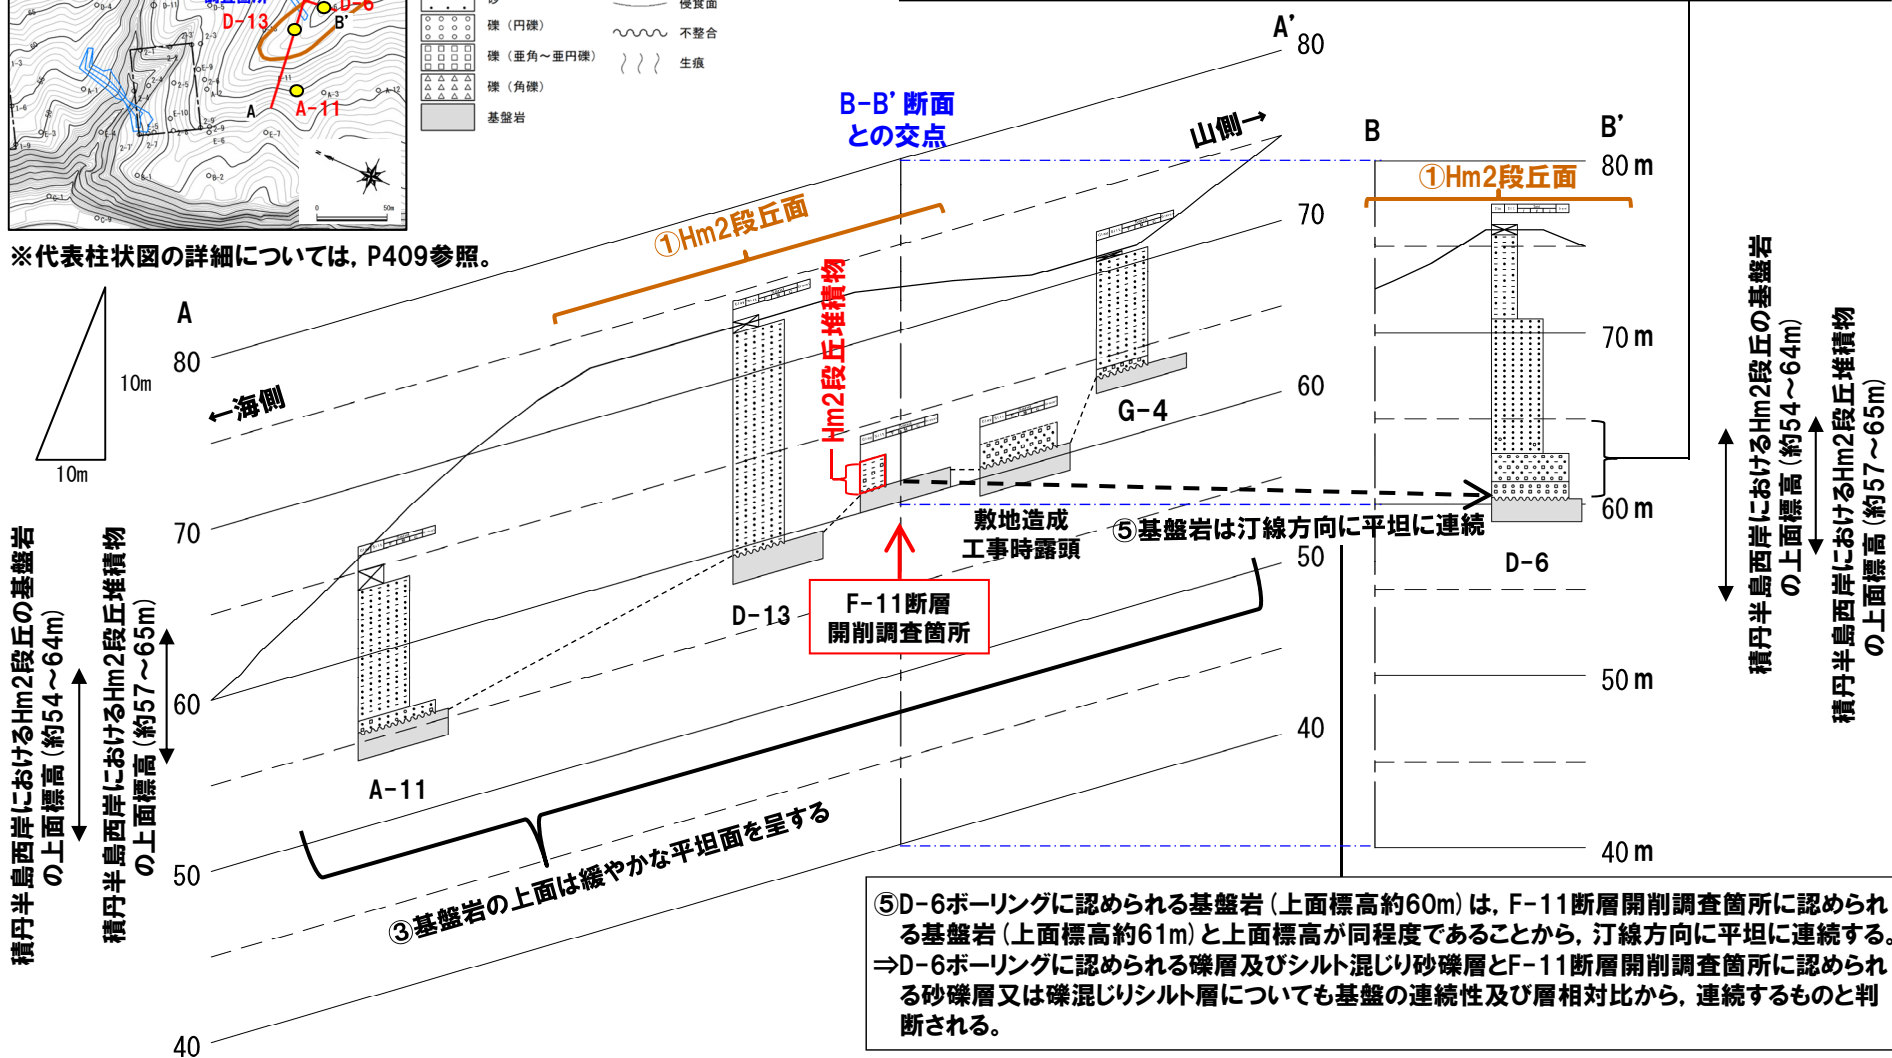 D-13
D-6
B'
A
A-11
0 50m
砂
礫（円礫）
礫（亜角～亜円礫）
礫（角礫）
基盤岩
侵食面
不整合
生痕
※代表柱状図の詳細については, P409参照。
10m
10m
A
80
70
60
50
40
←海側
①Hm2段丘面
Hm2段丘堆積物
B-B’断面
との交点
山側→
A’
80
70
60
50
40
A-11
D-13
G-4
敷地造成
工事時露頭
F-11断層
開削調査箇所
③基盤岩の上面は緩やかな平坦面を呈する
⑤基盤岩は汀線方向に平坦に連続
B
B’
①Hm2段丘面
80 m
70 m
60 m
50 m
40 m
D-6
積丹半島西岸におけるHm2段丘の基盤岩
の上面標高（約54～64m）
積丹半島西岸におけるHm2段丘堆積物
の上面標高（約57～65m）
積丹半島西岸におけるHm2段丘の基盤岩
の上面標高（約54～64m）
積丹半島西岸におけるHm2段丘堆積物
の上面標高（約57～65m）
⑤D-6ボーリングに認められる基盤岩（上面標高約60m）は, F-11断層開削調査箇所に認められ
る基盤岩（上面標高約61m）と上面標高が同程度であることから, 汀線方向に平坦に連続する。
⇒D-6ボーリングに認められる礫層及びシルト混じり砂礫層とF-11断層開削調査箇所に認められ
る砂礫層又は礫混じりシルト層についても基盤の連続性及び層相対比から, 連続するものと判
断される。